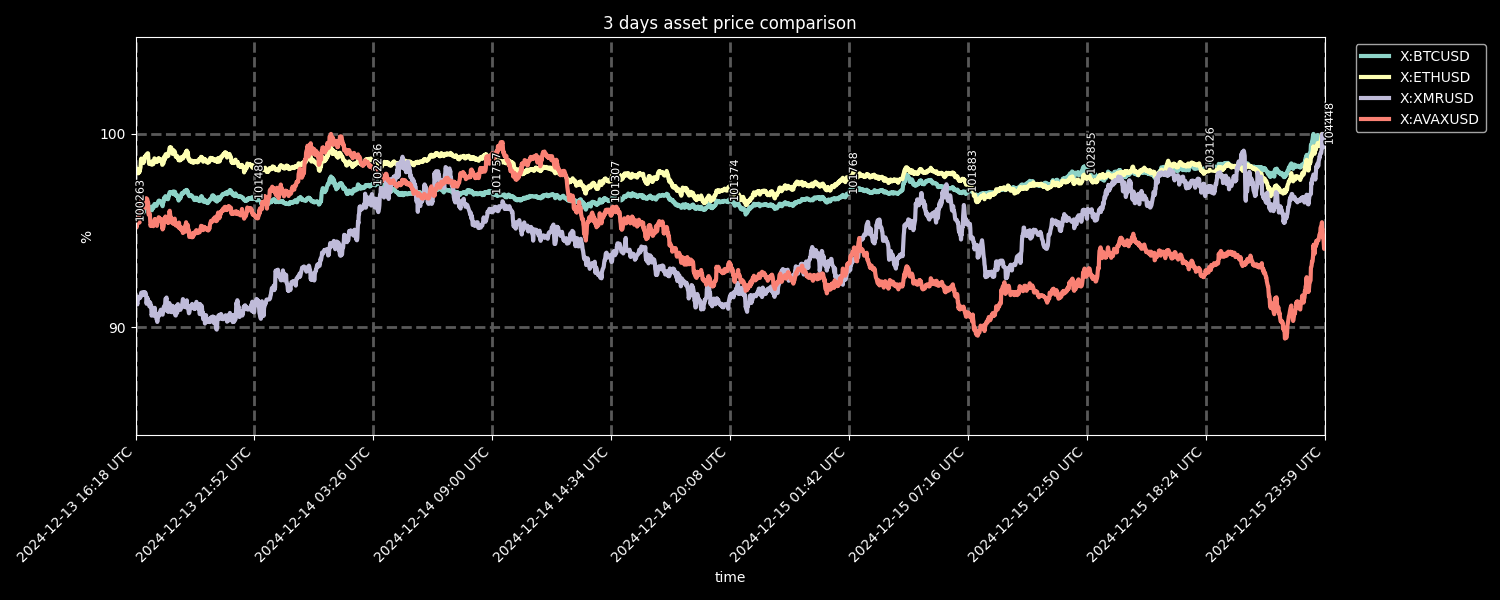 3 days asset price comparison
X:BTCUSD
X:ETHUSD
X:XMRUSD
X:AVAXUSD
100
90
%
100263
101480
102236
101757
101307
101374
101768
101883
102855
103126
104448
2024-12-13 16:18 UTC
2024-12-13 21:52 UTC
2024-12-14 03:26 UTC
2024-12-14 09:00 UTC
2024-12-14 14:34 UTC
2024-12-14 20:08 UTC
2024-12-15 01:42 UTC
2024-12-15 07:16 UTC
2024-12-15 12:50 UTC
2024-12-15 18:24 UTC
2024-12-15 23:59 UTC
time